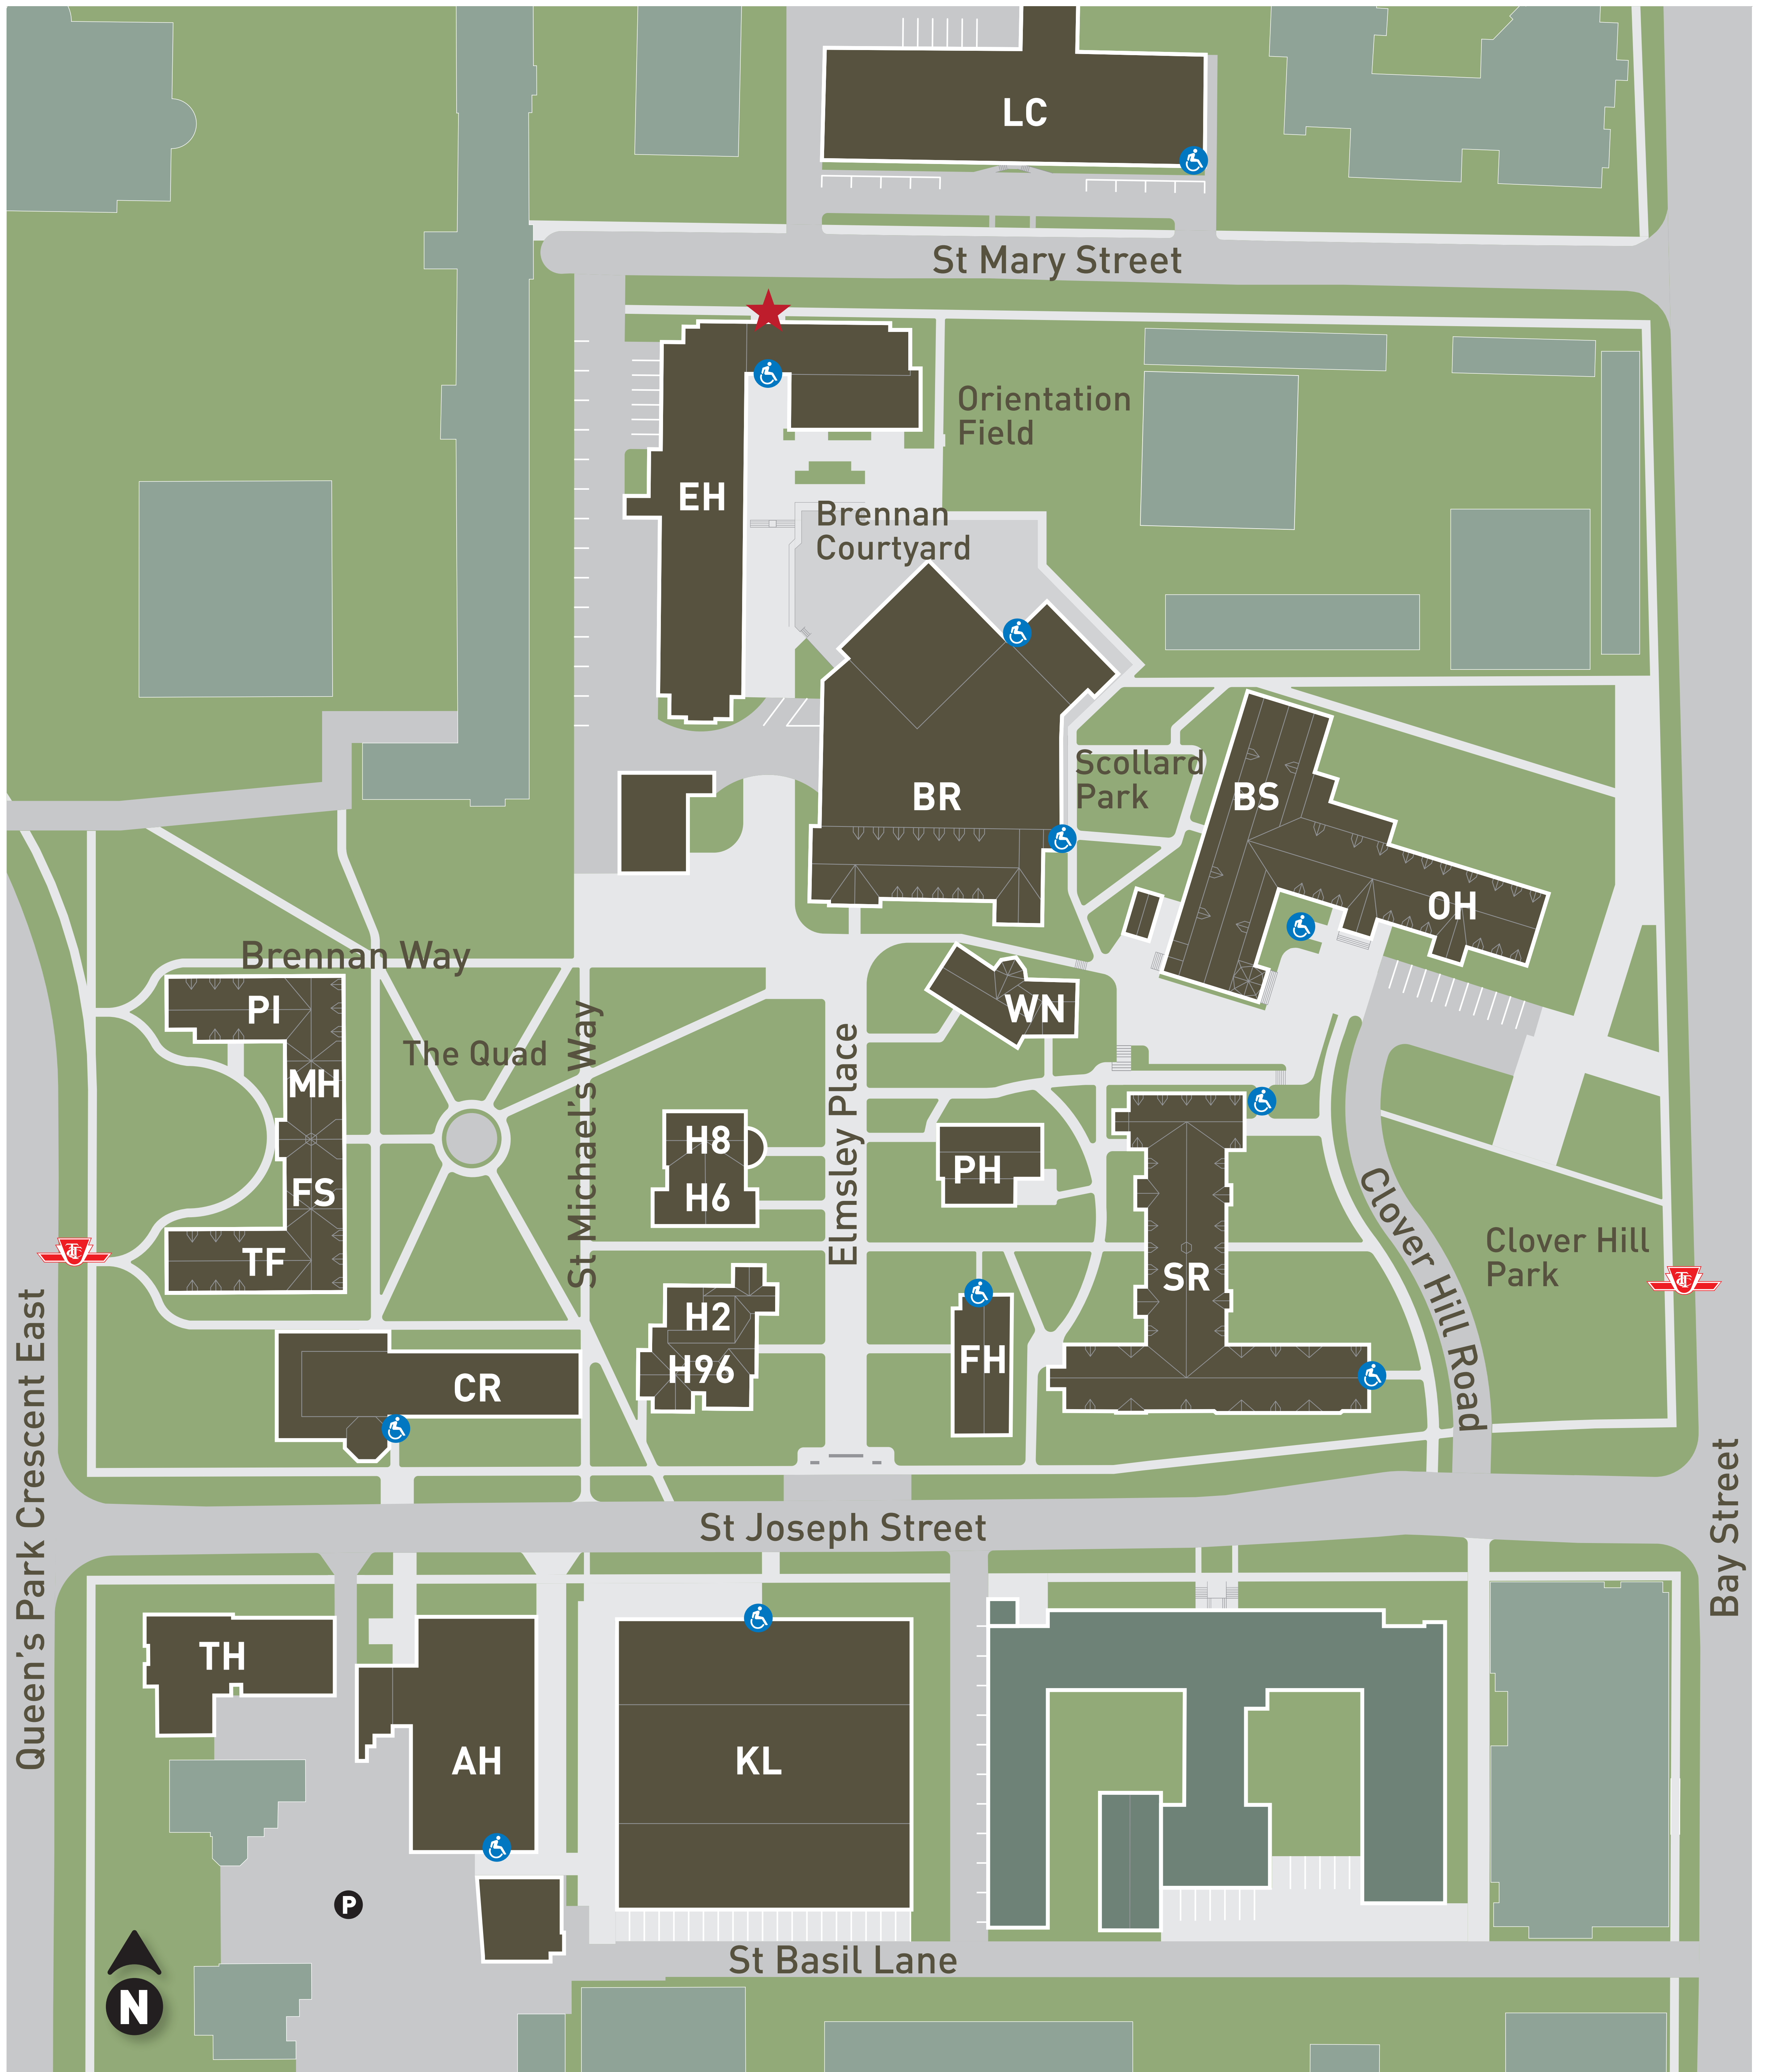 LC
St Mary Street
Orientation
Field
EH
Brennan
Courtyard
BR
Scollard
Park
BS
OH
Brennan Way
PI
MH
The Quad
FS
TF
St Michael's Way
WN
Elmsley Place
H8
H6
PH
SR
Clover Hill Road
Clover Hill
Park
TTC
TTC
H2
H96
FH
CR
Queen's Park Crescent East
Bay Street
St Joseph Street
TH
AH
KL
P
St Basil Lane
N